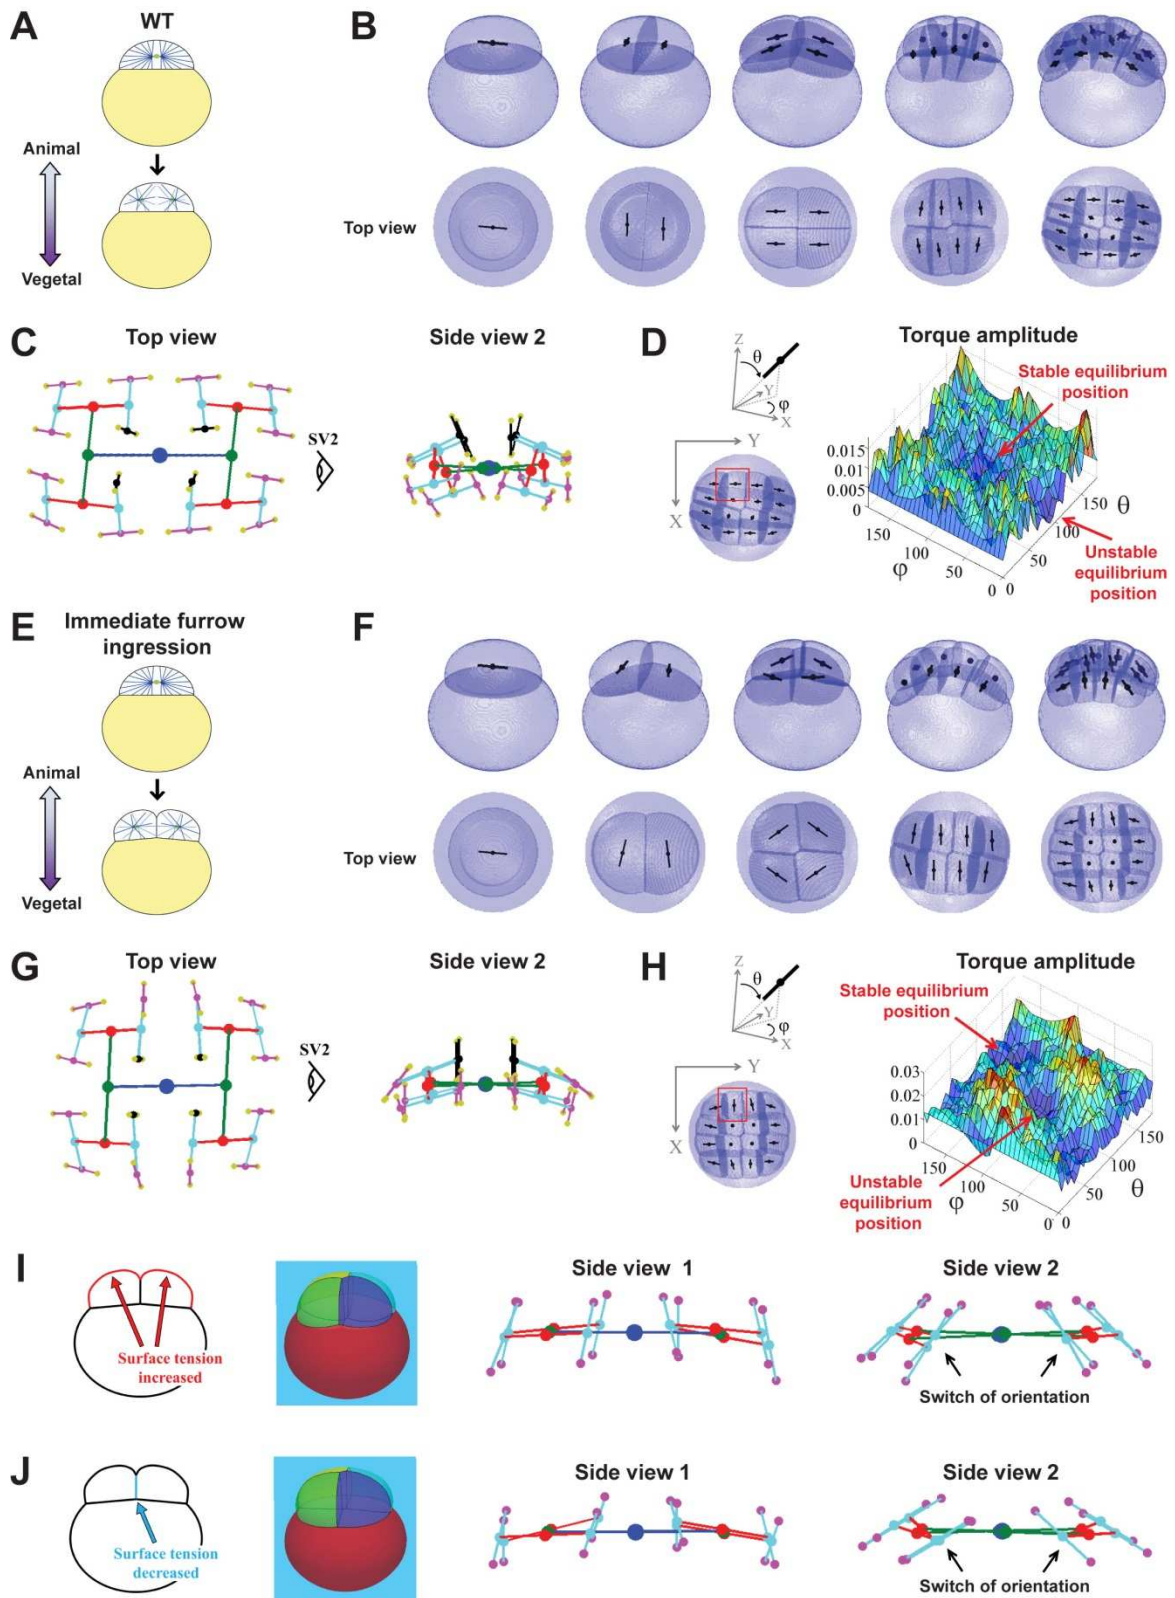 A
WT
Animal
Vegetal
B
Top view
C
Top view
Side view 2
SV2
D
Z
θ
Y
φ
X
Y
X
Torque amplitude
Stable equilibrium
position
0.015
0.01
0.005
0
150
100
50
0
φ
0
50
100
150
θ
Unstable
equilibrium
position
E
Immediate furrow
ingression
Animal
Vegetal
F
Top view
G
Top view
Side view 2
SV2
H
Z
θ
Y
φ
X
Y
X
Torque amplitude
Stable equilibrium
position
0.03
0.02
0.01
0
150
100
50
0
φ
0
50
100
150
θ
Unstable
equilibrium
position
I
Surface tension
increased
Side view 1
Side view 2
Switch of orientation
J
Surface tension
decreased
Side view 1
Side view 2
Switch of orientation